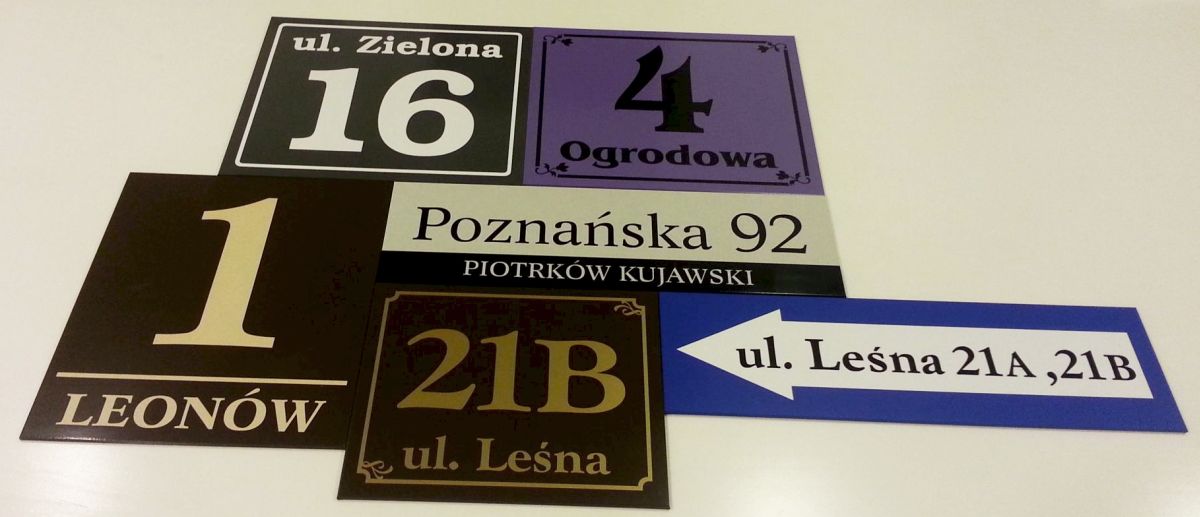 ul. Zielona
16
4
Ogrodowa
1
LEONÓW
Poznańska 92
PIOTRKÓW KUJAWSKI
21B
ul. Leśna
ul. Leśna 21A ,21B